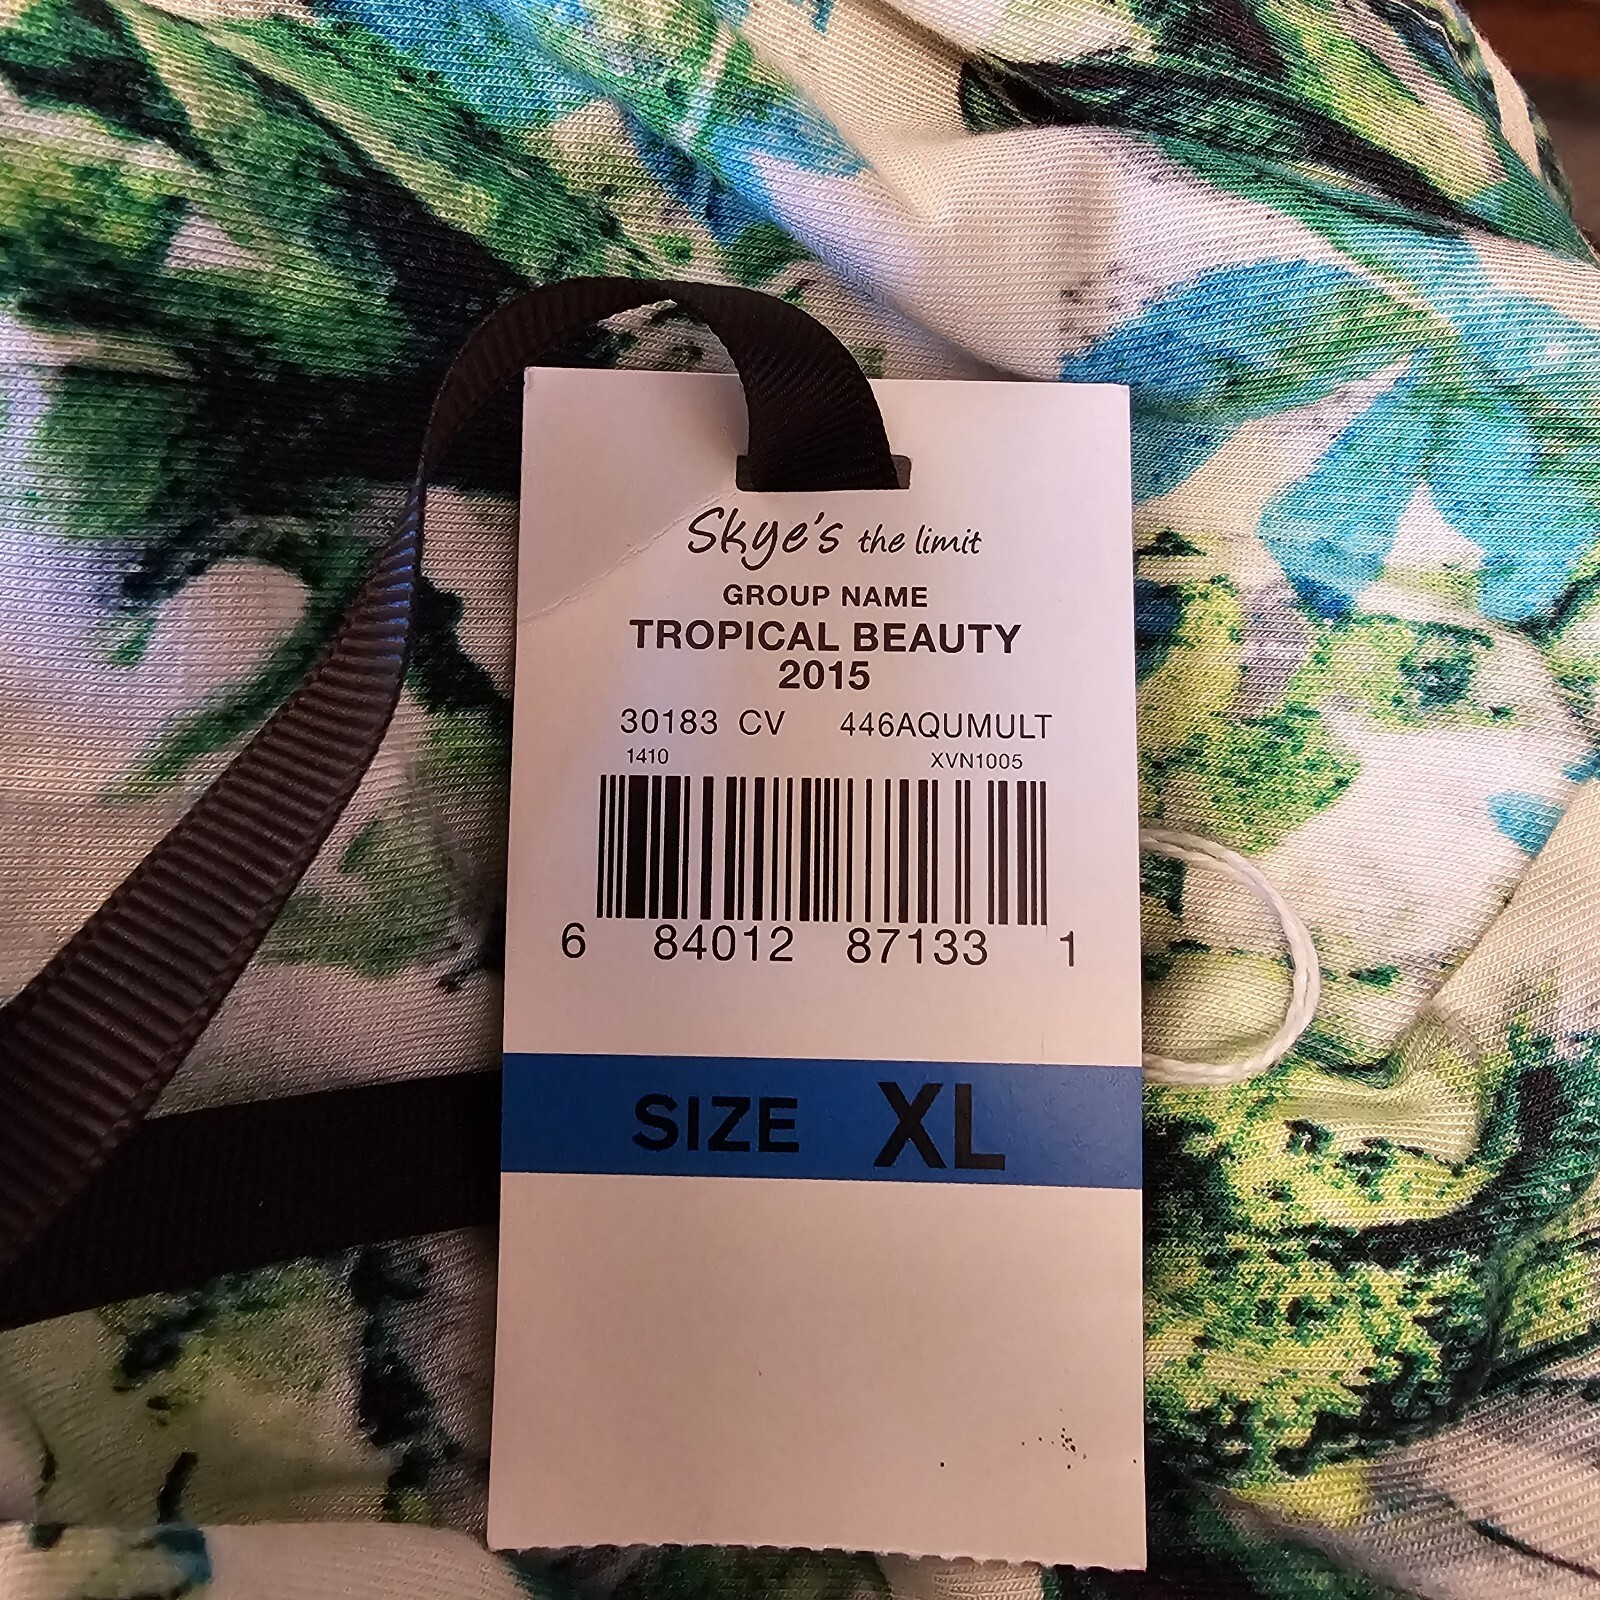 Skye's the limit
GROUP NAME
TROPICAL BEAUTY
2015
30183 CV 446AQUMULT
1410 XVN1005
6 84012 87133 1
SIZE XL